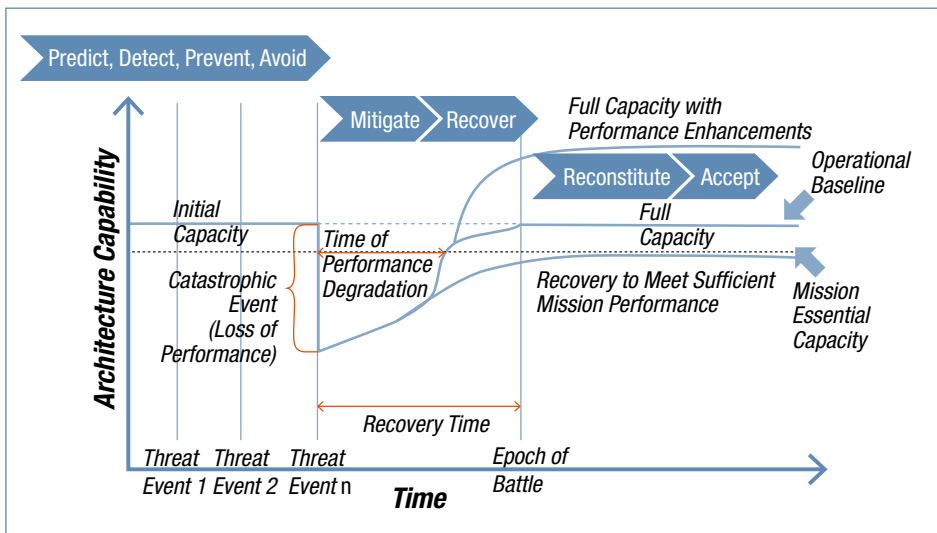 Predict, Detect, Prevent, Avoid
Mitigate
Recover
Full Capacity with
Performance Enhancements
Reconstitute
Accept
Operational
Baseline
Architecture Capability
Initial
Capacity
Full
Capacity
Time of
Performance
Degradation
Catastrophic
Event
(Loss of
Performance)
Recovery to Meet Sufficient
Mission Performance
Mission
Essential
Capacity
Recovery Time
Threat
Event 1
Threat
Event 2
Threat
Event n
Epoch of
Battle
Time